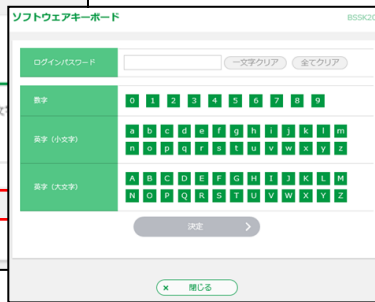 ソフトウェアキーボード
BSSK20
ログインパスワード
一文字クリア 全てクリア
数字
0 1 2 3 4 5 6 7 8 9
英字（小文字）
a b c d e f g h i j k l m
n o p q r s t u v w x y z
英字（大文字）
A B C D E F G H I J K L M
N O P Q R S T U V W X Y Z
決定
× 閉じる